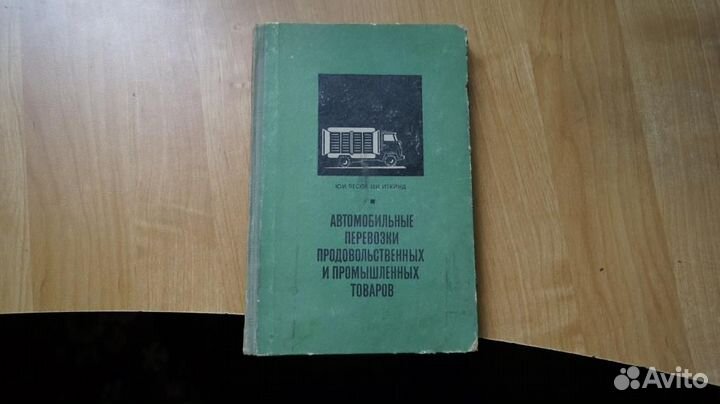 АВТОМОБИЛЬНЫЕ
ПЕРЕВОЗКИ
ПРОДОВОЛЬСТВЕННЫХ
И ПРОМЫШЛЕННЫХ
ТОВАРОВ
Avito